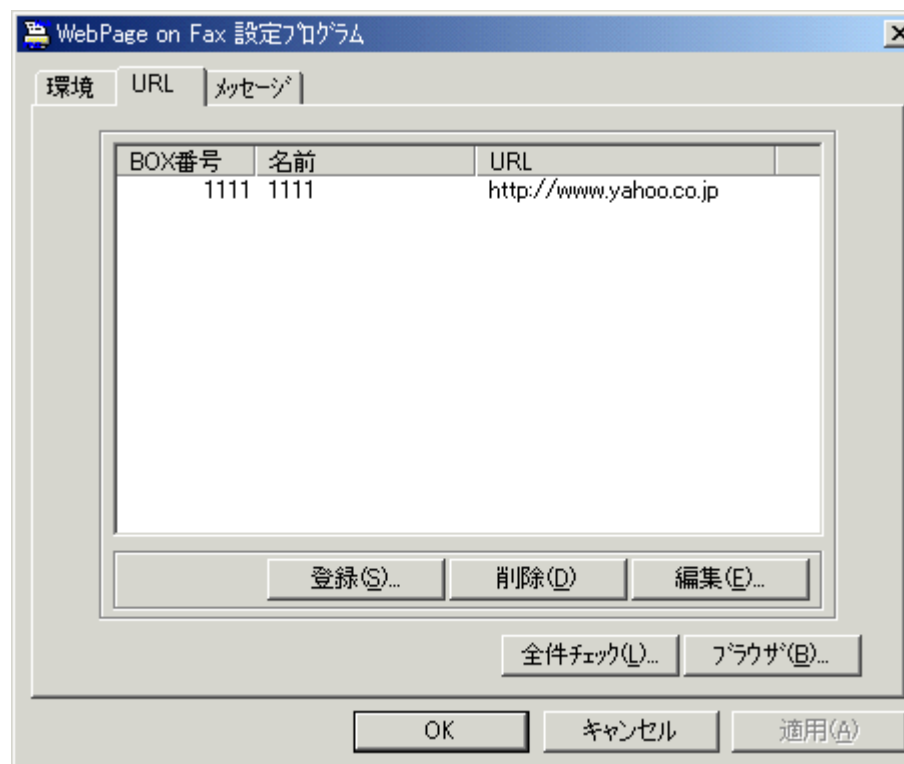 WebPage on Fax 設定ﾌﾟﾛｸﾞﾗﾑ
環境 URL ﾒｯｾｰｼﾞ
BOX番号 名前 URL
1111 1111 http://www.yahoo.co.jp
登録(S)... 削除(D) 編集(E)...
全件ﾁｪｯｸ(L)... ﾌﾞﾗｳｻﾞ(B)...
OK キャンセル 適用(A)